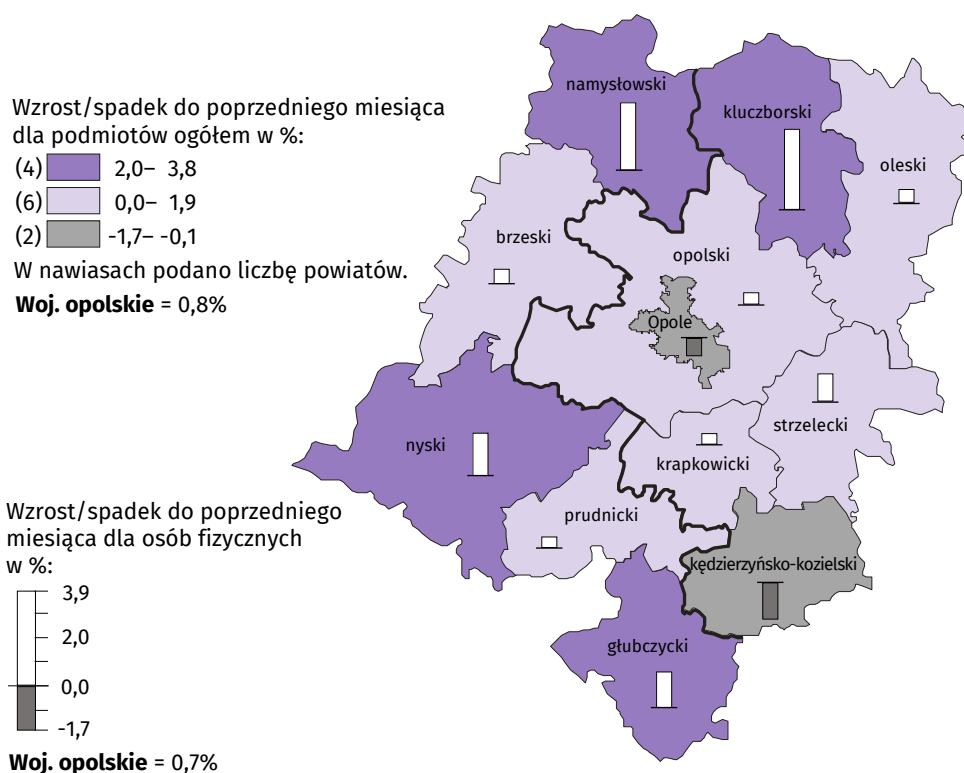 Wzrost/spadek do poprzedniego miesiąca
dla podmiotów ogółem w %:
(4) 2,0– 3,8
(6) 0,0– 1,9
(2) -1,7– -0,1
W nawiasach podano liczbę powiatów.
Woj. opolskie = 0,8%
namysłowski
kluczborski
oleski
brzeski
opolski
Opole
nyski
strzelecki
krapkowicki
prudnicki
kędzierzyńsko-kozielski
głubczycki
Wzrost/spadek do poprzedniego
miesiąca dla osób fizycznych
w %:
3,9
2,0
0,0
-1,7
Woj. opolskie = 0,7%